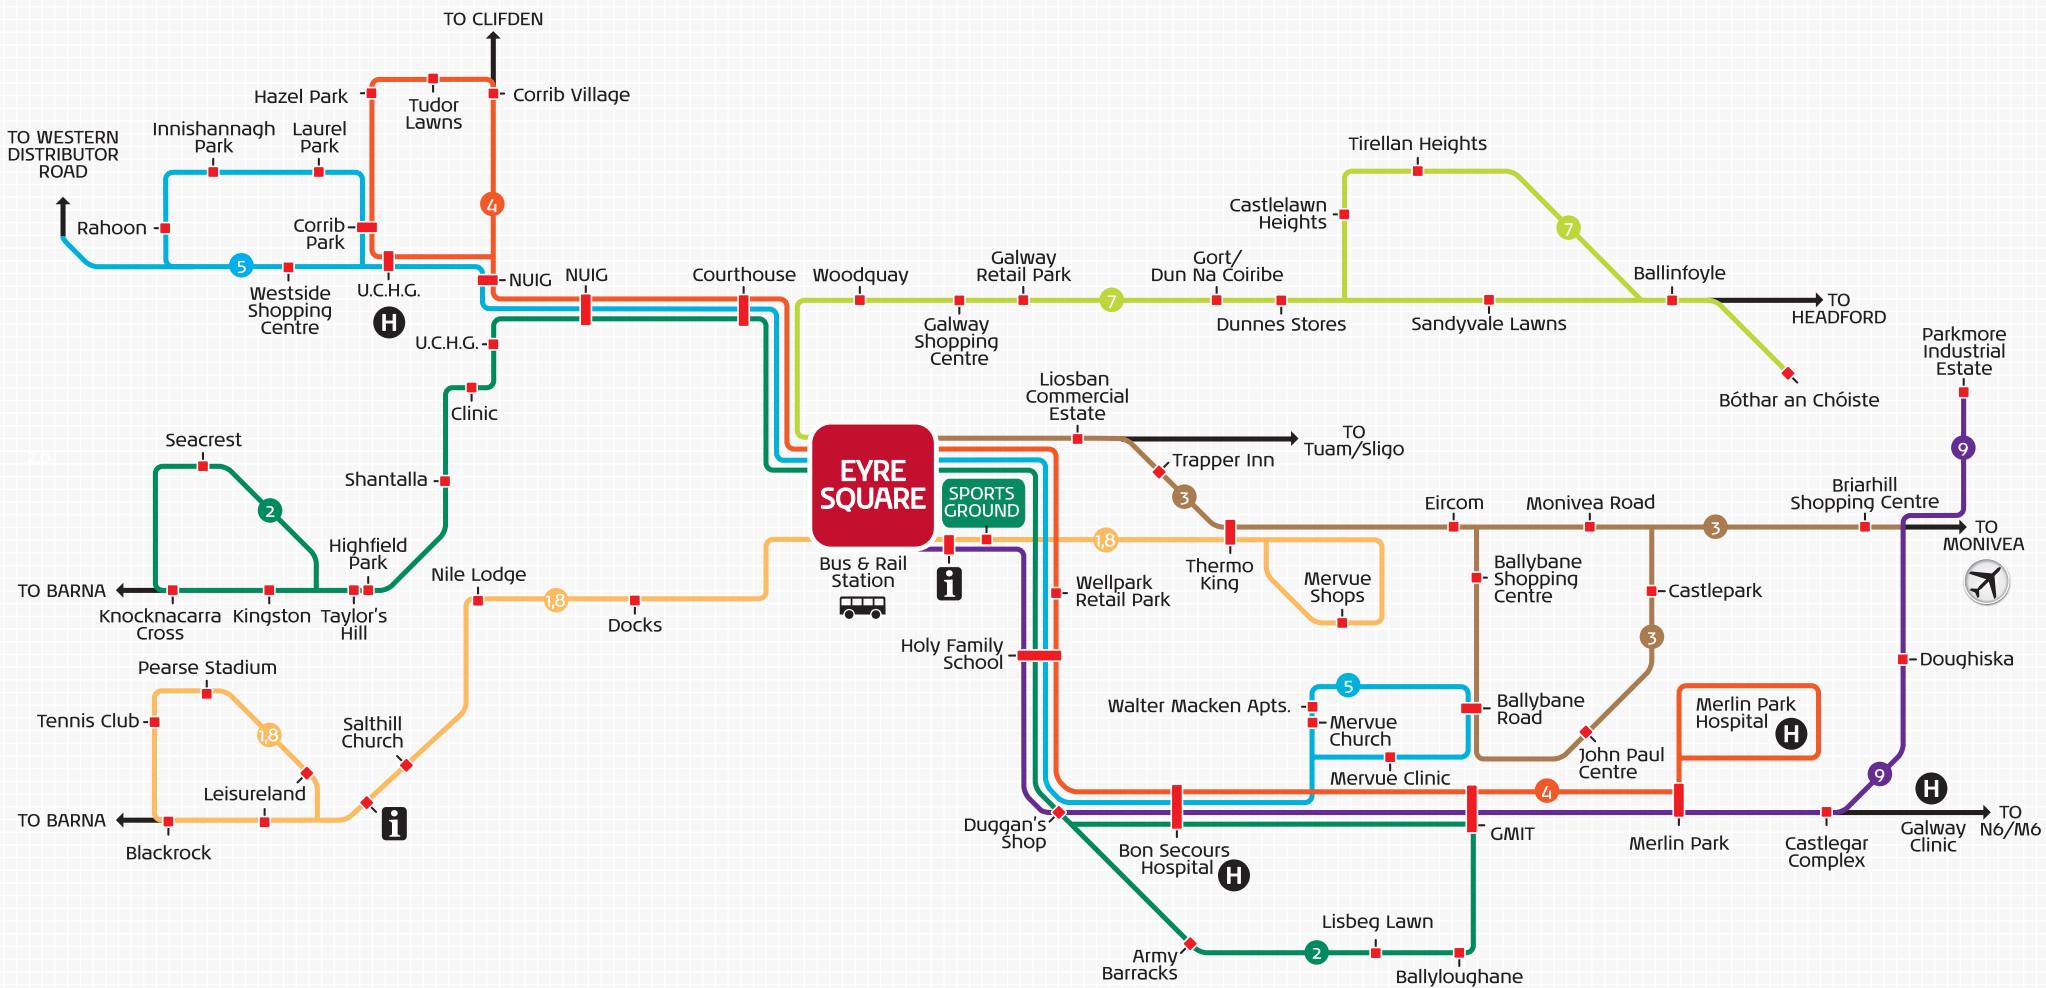 TO CLIFDEN
Hazel Park
Tudor
Lawns
Corrib Village
TO WESTERN
DISTRIBUTOR
ROAD
Innishannagh
Park
Laurel
Park
Rahoon
Corrib
Park
4
5
Westside
Shopping
Centre
U.C.H.G.
H
NUIG
NUIG
Courthouse
U.C.H.G.
Clinic
Shantalla
Seacrest
2
Highfield
Park
TO BARNA
Knocknacarra
Cross
Kingston
Taylor's
Hill
Nile Lodge
1,8
Docks
Pearse Stadium
Tennis Club
1,8
Salthill
Church
Leisureland
TO BARNA
Blackrock
i
Tirellan Heights
Castlelawn
Heights
7
Woodquay
Galway
Retail Park
Gort/
Dun Na Coiribe
Ballinfoyle
7
Galway
Shopping
Centre
Dunnes Stores
Sandyvale Lawns
TO
HEADFORD
Bóthar an Chóiste
Parkmore
Industrial
Estate
9
Liosban
Commercial
Estate
TO
Tuam/Sligo
Trapper Inn
3
EYRE
SQUARE
SPORTS
GROUND
Bus & Rail
Station
i
1,8
Thermo
King
Mervue
Shops
Eircom
Monivea Road
3
Briarhill
Shopping Centre
TO
MONIVEA
Ballybane
Shopping
Centre
Castlepark
3
Wellpark
Retail Park
Holy Family
School
Doughiska
5
Walter Macken Apts.
Mervue
Church
Mervue Clinic
Ballybane
Road
John Paul
Centre
Merlin Park
Hospital
H
4
9
H
Duggan's
Shop
Bon Secours
Hospital
H
GMIT
Merlin Park
Castlegar
Complex
Galway
Clinic
TO
N6/M6
Army
Barracks
2
Lisbeg Lawn
Ballyloughane